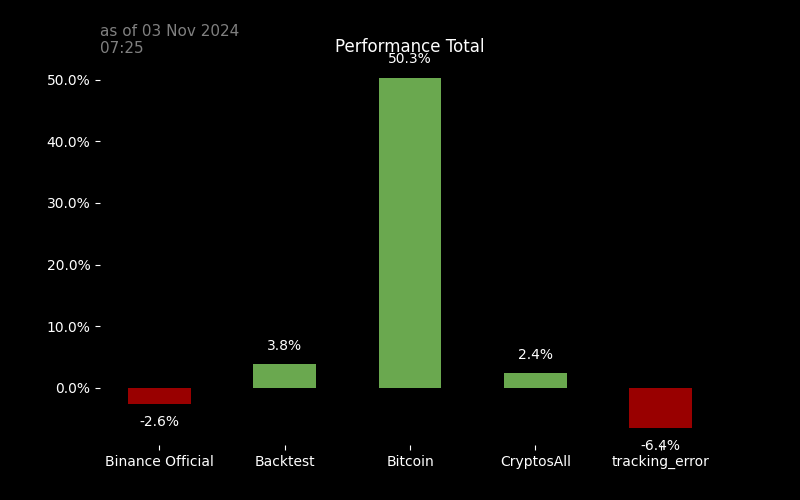 as of 03 Nov 2024
07:25
Performance Total
50.3%
50.0%
40.0%
30.0%
20.0%
10.0%
3.8%
2.4%
0.0%
-2.6%
-6.4%
Binance Official
Backtest
Bitcoin
CryptosAll
tracking_error